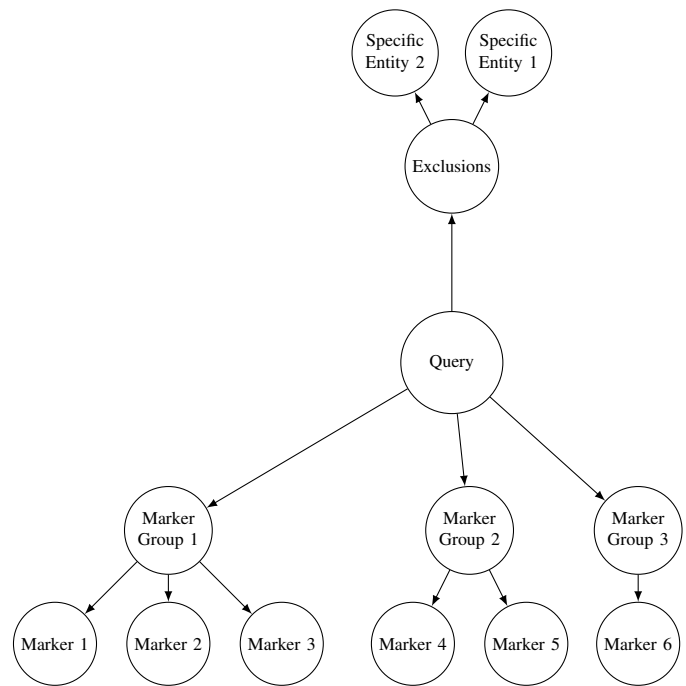 Specific
Entity 2
Specific
Entity 1
Exclusions
Query
Marker
Group 1
Marker
Group 2
Marker
Group 3
Marker 1
Marker 2
Marker 3
Marker 4
Marker 5
Marker 6